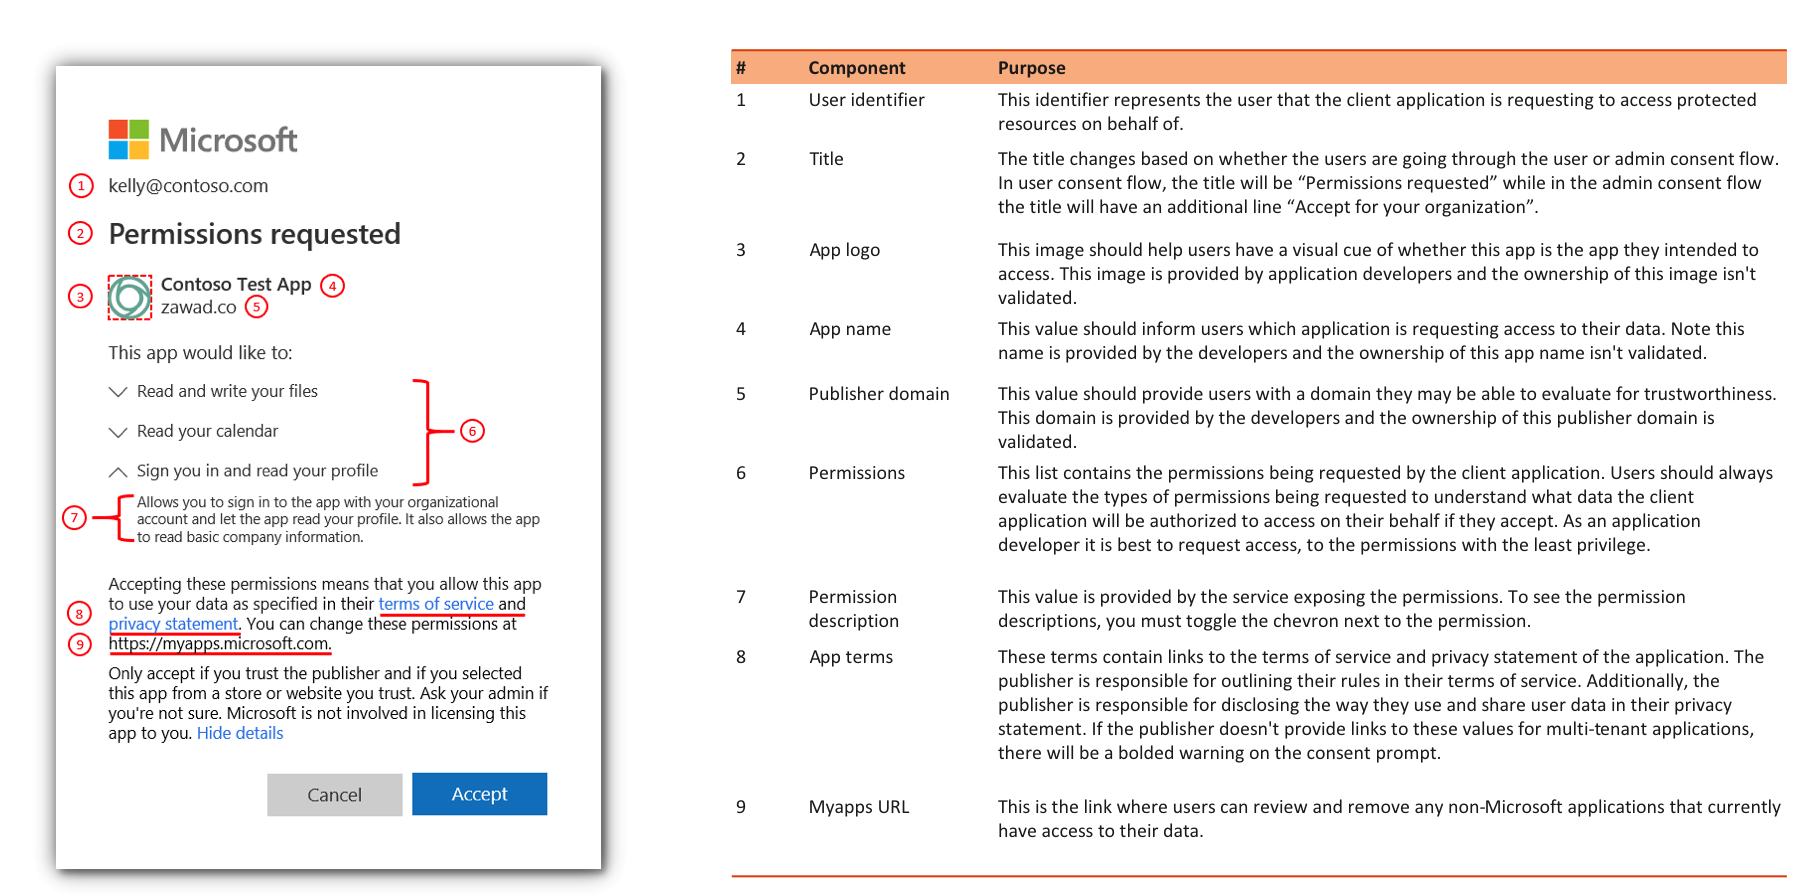 Microsoft
1 kelly@contoso.com
2 Permissions requested
3 Contoso Test App 4
zawad.co 5
This app would like to:
Read and write your files
Read your calendar
6
Sign you in and read your profile
Allows you to sign in to the app with your organizational
7 account and let the app read your profile. It also allows the app
to read basic company information.
Accepting these permissions means that you allow this app
to use your data as specified in their terms of service and
8 privacy statement. You can change these permissions at
9 https://myapps.microsoft.com.
Only accept if you trust the publisher and if you selected
this app from a store or website you trust. Ask your admin if
you're not sure. Microsoft is not involved in licensing this
app to you. Hide details
Cancel Accept
# Component Purpose
1 User identifier This identifier represents the user that the client application is requesting to access protected
resources on behalf of.
2 Title The title changes based on whether the users are going through the user or admin consent flow.
In user consent flow, the title will be “Permissions requested” while in the admin consent flow
the title will have an additional line “Accept for your organization”.
3 App logo This image should help users have a visual cue of whether this app is the app they intended to
access. This image is provided by application developers and the ownership of this image isn't
validated.
4 App name This value should inform users which application is requesting access to their data. Note this
name is provided by the developers and the ownership of this app name isn't validated.
5 Publisher domain This value should provide users with a domain they may be able to evaluate for trustworthiness.
This domain is provided by the developers and the ownership of this publisher domain is
validated.
6 Permissions This list contains the permissions being requested by the client application. Users should always
evaluate the types of permissions being requested to understand what data the client
application will be authorized to access on their behalf if they accept. As an application
developer it is best to request access, to the permissions with the least privilege.
7 Permission This value is provided by the service exposing the permissions. To see the permission
description descriptions, you must toggle the chevron next to the permission.
8 App terms These terms contain links to the terms of service and privacy statement of the application. The
publisher is responsible for outlining their rules in their terms of service. Additionally, the
publisher is responsible for disclosing the way they use and share user data in their privacy
statement. If the publisher doesn't provide links to these values for multi-tenant applications,
there will be a bolded warning on the consent prompt.
9 Myapps URL This is the link where users can review and remove any non-Microsoft applications that currently
have access to their data.